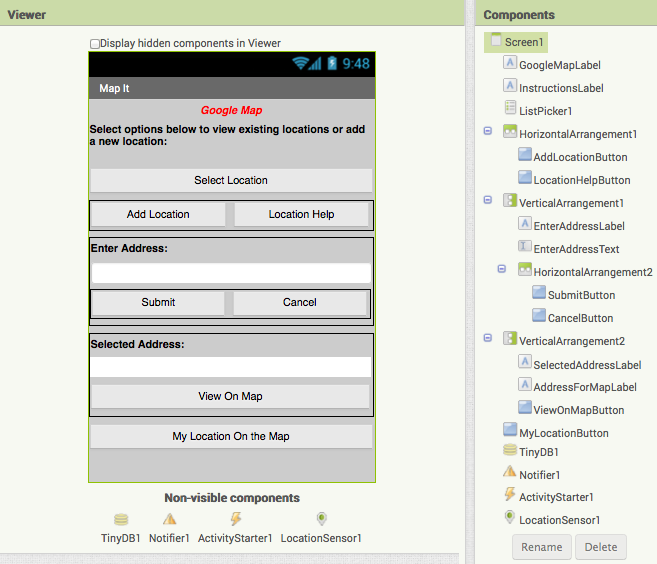 Viewer
Display hidden components in Viewer
9:48
Map It
Google Map
Select options below to view existing locations or add
a new location:
Select Location
Add Location
Location Help
Enter Address:
Submit
Cancel
Selected Address:
View On Map
My Location On the Map
Non-visible components
TinyDB1
Notifier1
ActivityStarter1
LocationSensor1
Components
Screen1
A GoogleMapLabel
A InstructionsLabel
ListPicker1
HorizontalArrangement1
AddLocationButton
LocationHelpButton
VerticalArrangement1
A EnterAddressLabel
EnterAddressText
HorizontalArrangement2
SubmitButton
CancelButton
VerticalArrangement2
A SelectedAddressLabel
A AddressForMapLabel
ViewOnMapButton
MyLocationButton
TinyDB1
Notifier1
ActivityStarter1
LocationSensor1
Rename
Delete